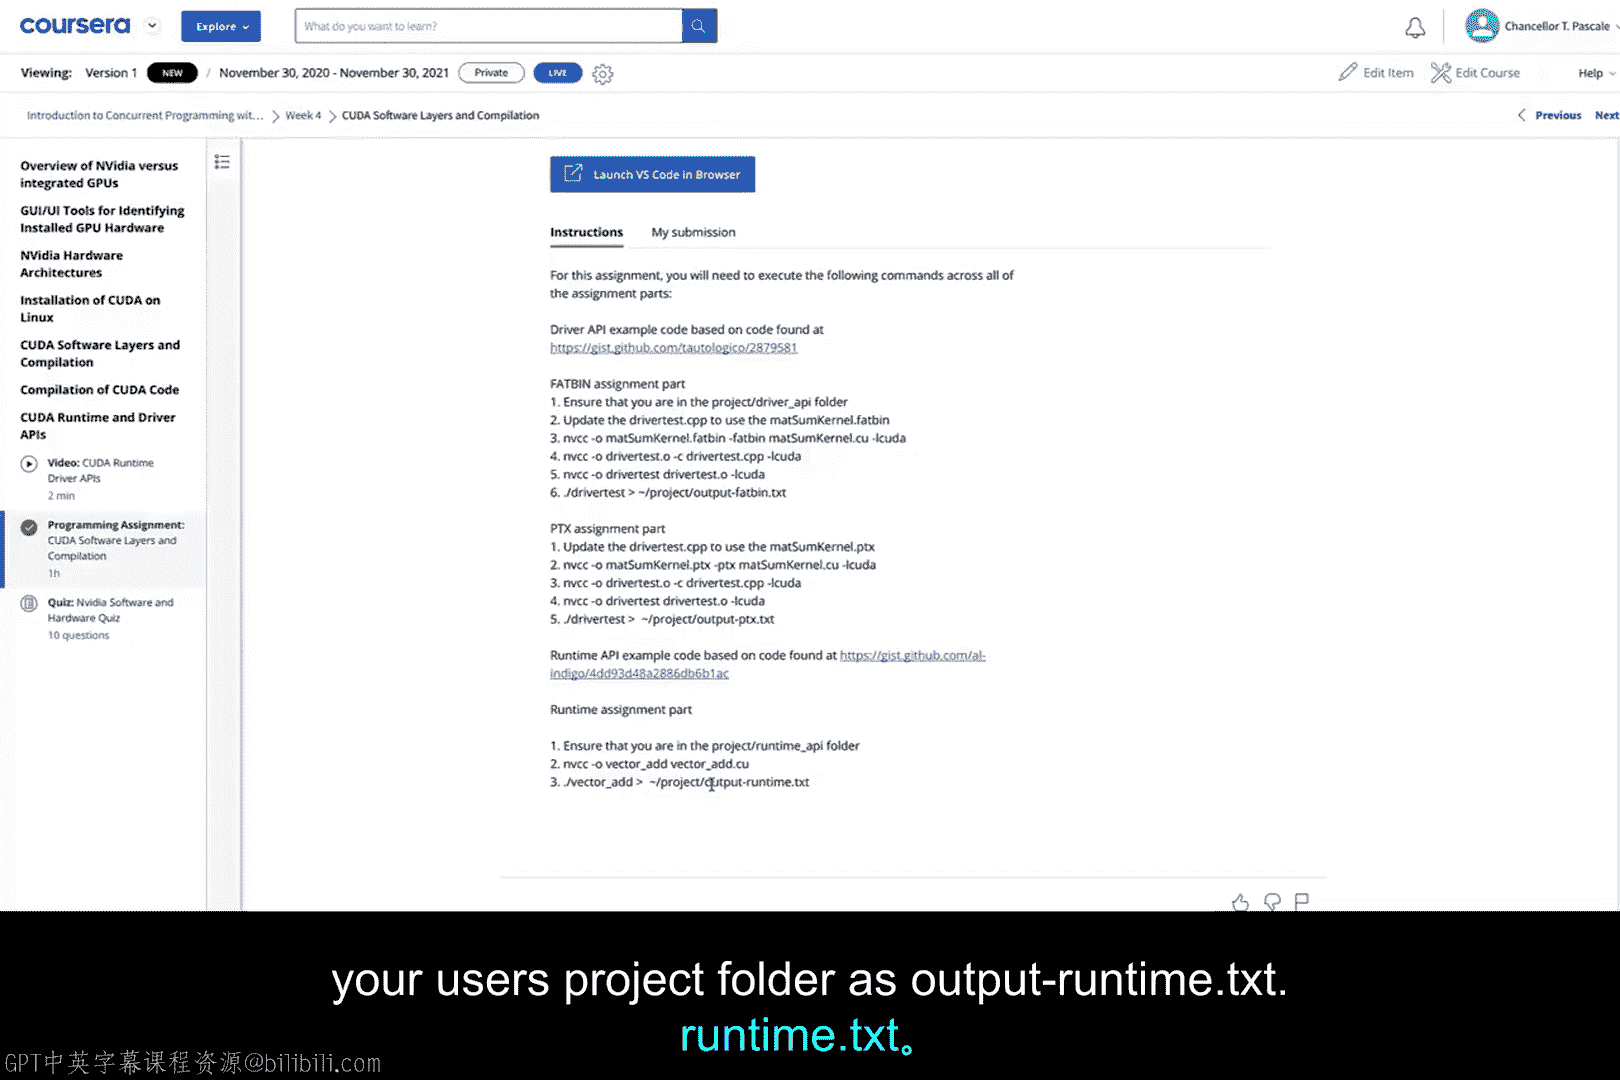 coursera
Explore
What do you want to learn?
Chancellor T. Pascale
Viewing: Version 1 NEW / November 30, 2020 - November 30, 2021 Private LIVE
Edit Item
Edit Course
Help
Introduction to Concurrent Programming wit... > Week 4 > CUDA Software Layers and Compilation
Previous
Next
Overview of NVidia versus
integrated GPUs
GUI/UI Tools for Identifying
Installed GPU Hardware
NVidia Hardware
Architectures
Installation of CUDA on
Linux
CUDA Software Layers and
Compilation
Compilation of CUDA Code
CUDA Runtime and Driver
APIs
Video: CUDA Runtime
Driver APIs
2 min
Programming Assignment:
CUDA Software Layers and
Compilation
1h
Quiz: Nvidia Software and
Hardware Quiz
10 questions
Launch VS Code in Browser
Instructions
My submission
For this assignment, you will need to execute the following commands across all of
the assignment parts:
Driver API example code based on code found at
https://gist.github.com/tautologico/2879581
FATBIN assignment part
1. Ensure that you are in the project/driver_api folder
2. Update the drivertest.cpp to use the matSumKernel.fatbin
3. nvcc -o matSumKernel.fatbin -fatbin matSumKernel.cu -lcuda
4. nvcc -o drivertest.o -c drivertest.cpp -lcuda
5. nvcc -o drivertest drivertest.o -lcuda
6. ./drivertest > ~/project/output-fatbin.txt
PTX assignment part
1. Update the drivertest.cpp to use the matSumKernel.ptx
2. nvcc -o matSumKernel.ptx -ptx matSumKernel.cu -lcuda
3. nvcc -o drivertest.o -c drivertest.cpp -lcuda
4. nvcc -o drivertest drivertest.o -lcuda
5. ./drivertest > ~/project/output-ptx.txt
Runtime API example code based on code found at https://gist.github.com/al-
indigo/4dd93d48a2886db6b1ac
Runtime assignment part
1. Ensure that you are in the project/runtime_api folder
2. nvcc -o vector_add vector_add.cu
3. ./vector_add > ~/project/output-runtime.txt
your users project folder as output-runtime.txt.
runtime.txt。
GPT中英字幕课程资源@bilibili.com